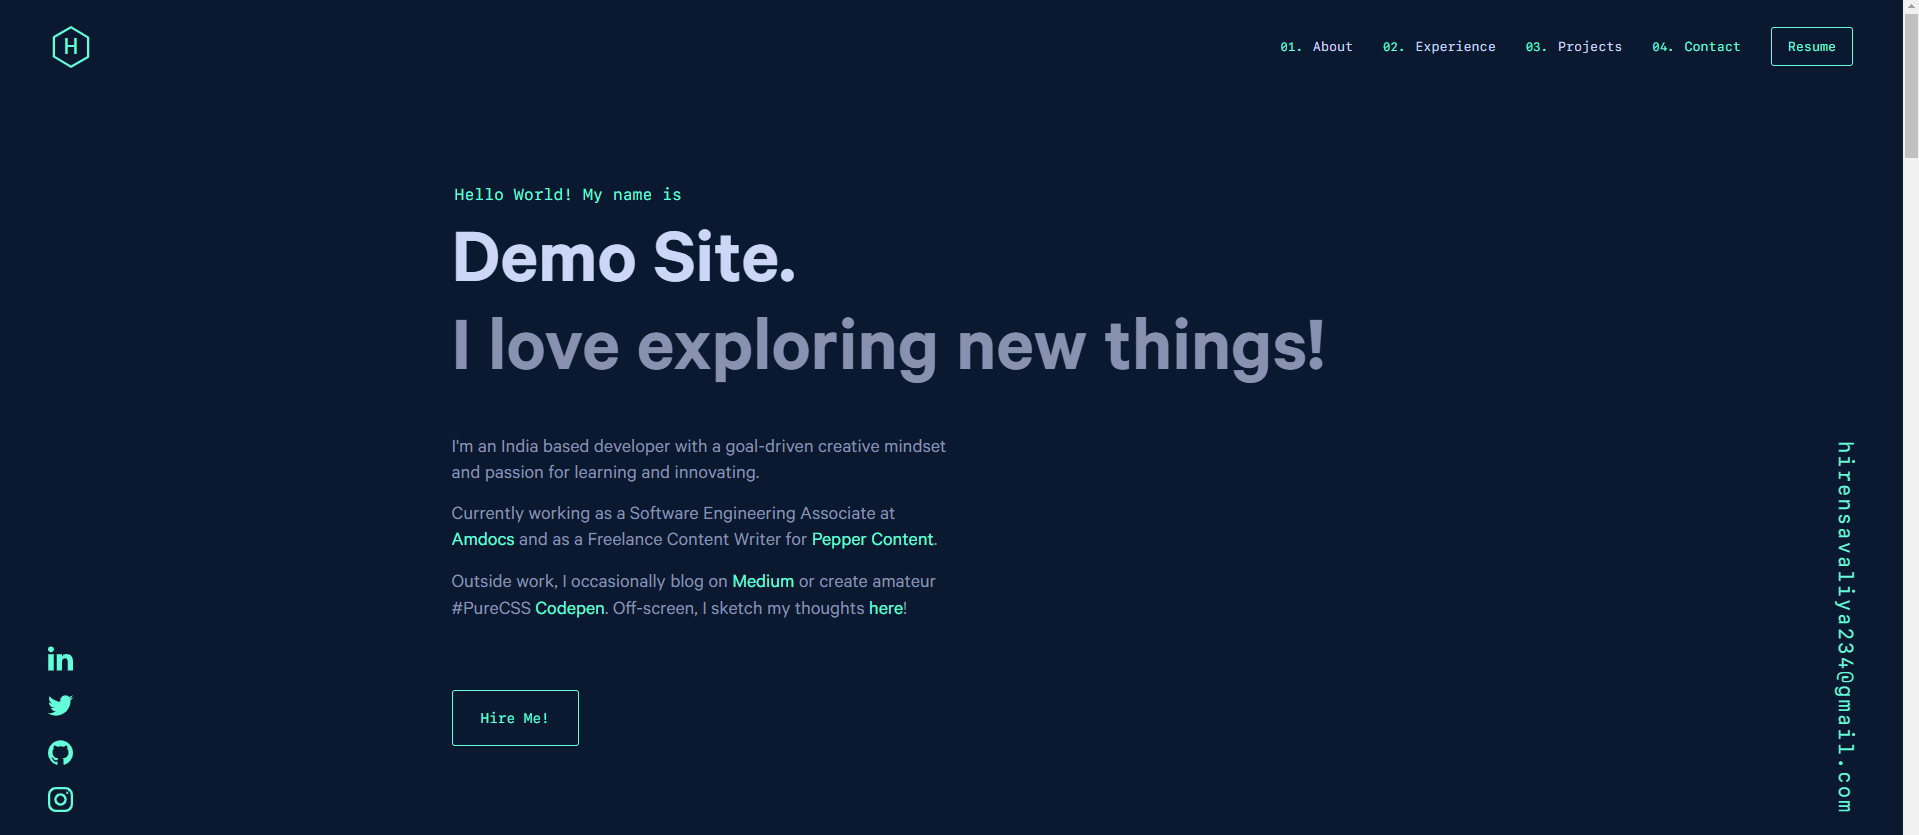 H
01. About 02. Experience 03. Projects 04. Contact Resume
Hello World! My name is
Demo Site.
I love exploring new things!
I'm an India based developer with a goal-driven creative mindset
and passion for learning and innovating.
Currently working as a Software Engineering Associate at
Amdocs and as a Freelance Content Writer for Pepper Content.
Outside work, I occasionally blog on Medium or create amateur
#PureCSS Codepen. Off-screen, I sketch my thoughts here!
Hire Me!
in
hirensavaliya234@gmail.com